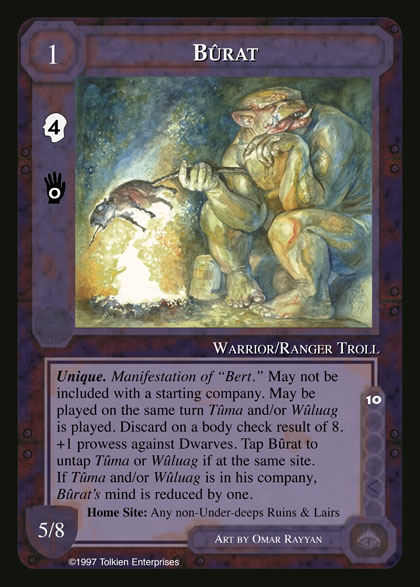 1
BÛRAT
4
0
WARRIOR/RANGER TROLL
Unique. Manifestation of “Bert.” May not be
included with a starting company. May be
played on the same turn Tûma and/or Wûluag
is played. Discard on a body check result of 8.
+1 prowess against Dwarves. Tap Bûrat to
untap Tûma or Wûluag if at the same site.
If Tûma and/or Wûluag is in his company,
Bûrat’s mind is reduced by one.
Home Site: Any non-Under-deeps Ruins & Lairs
10
5/8
ART BY OMAR RAYYAN
©1997 Tolkien Enterprises